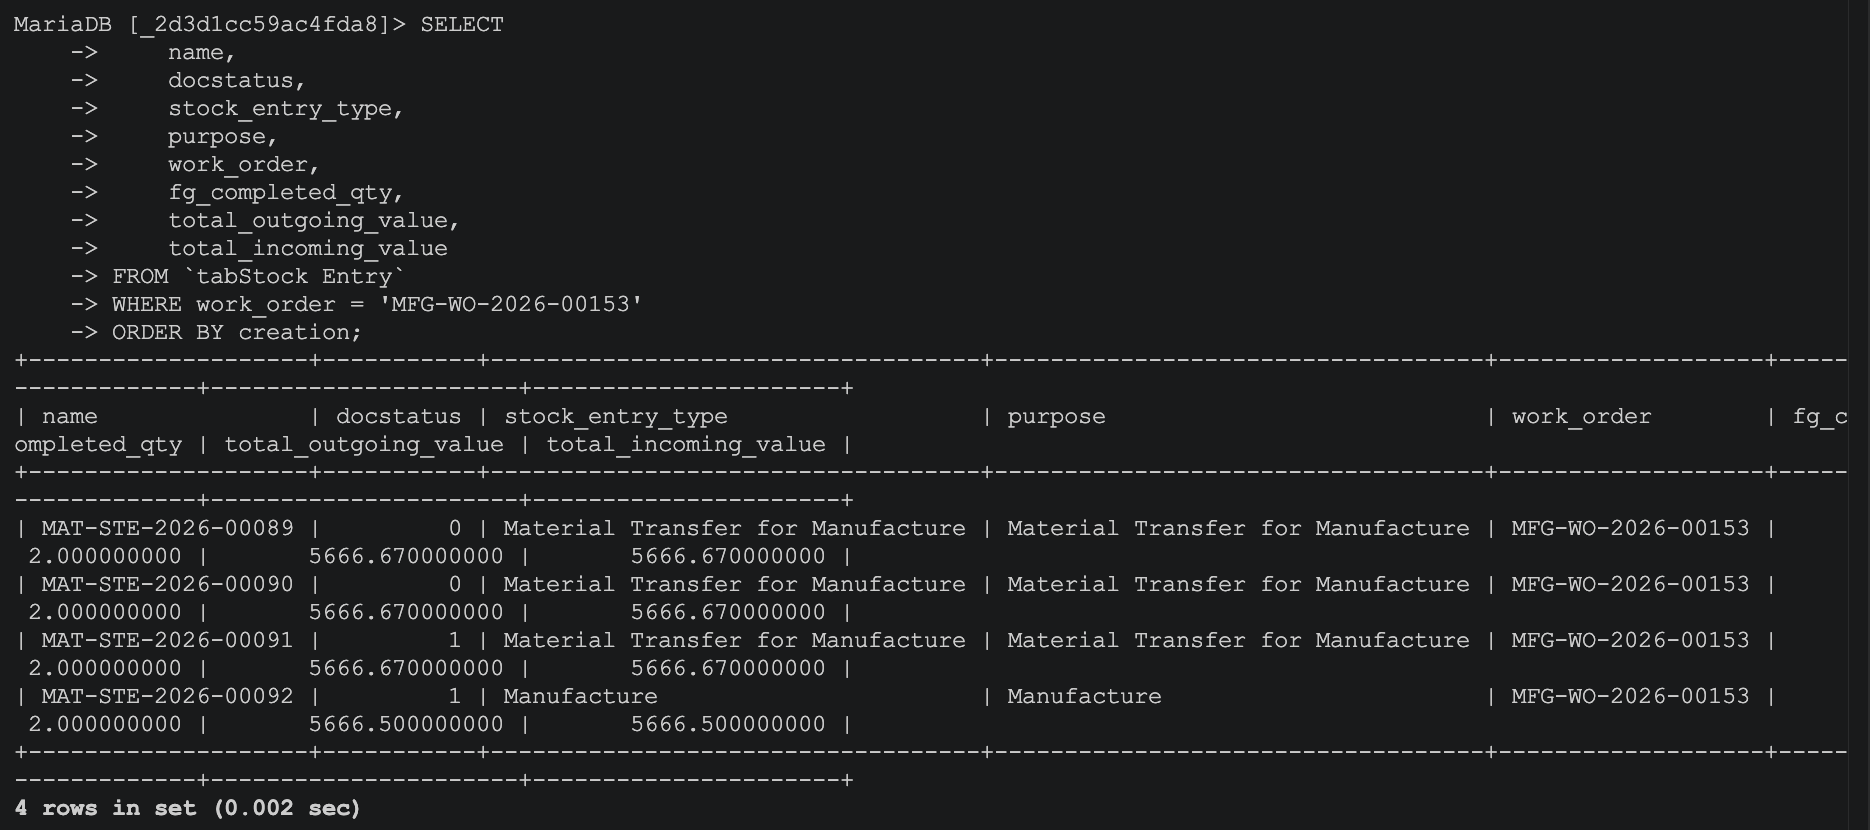 MariaDB [_2d3d1cc59ac4fda8]> SELECT
    ->     name,
    ->     docstatus,
    ->     stock_entry_type,
    ->     purpose,
    ->     work_order,
    ->     fg_completed_qty,
    ->     total_outgoing_value,
    ->     total_incoming_value
    -> FROM `tabStock Entry`
    -> WHERE work_order = 'MFG-WO-2026-00153'
    -> ORDER BY creation;
+--------------------+-----------+-----------------------------------+-----------------------------------+-------------------+-----
-------------+----------------------+----------------------+
| name               | docstatus | stock_entry_type                  | purpose                           | work_order        | fg_c
ompleted_qty | total_outgoing_value | total_incoming_value |
+--------------------+-----------+-----------------------------------+-----------------------------------+-------------------+-----
-------------+----------------------+----------------------+
| MAT-STE-2026-00089 |         0 | Material Transfer for Manufacture | Material Transfer for Manufacture | MFG-WO-2026-00153 |
 2.000000000 |       5666.670000000 |       5666.670000000 |
| MAT-STE-2026-00090 |         0 | Material Transfer for Manufacture | Material Transfer for Manufacture | MFG-WO-2026-00153 |
 2.000000000 |       5666.670000000 |       5666.670000000 |
| MAT-STE-2026-00091 |         1 | Material Transfer for Manufacture | Material Transfer for Manufacture | MFG-WO-2026-00153 |
 2.000000000 |       5666.670000000 |       5666.670000000 |
| MAT-STE-2026-00092 |         1 | Manufacture                       | Manufacture                       | MFG-WO-2026-00153 |
 2.000000000 |       5666.500000000 |       5666.500000000 |
+--------------------+-----------+-----------------------------------+-----------------------------------+-------------------+-----
-------------+----------------------+----------------------+
4 rows in set (0.002 sec)